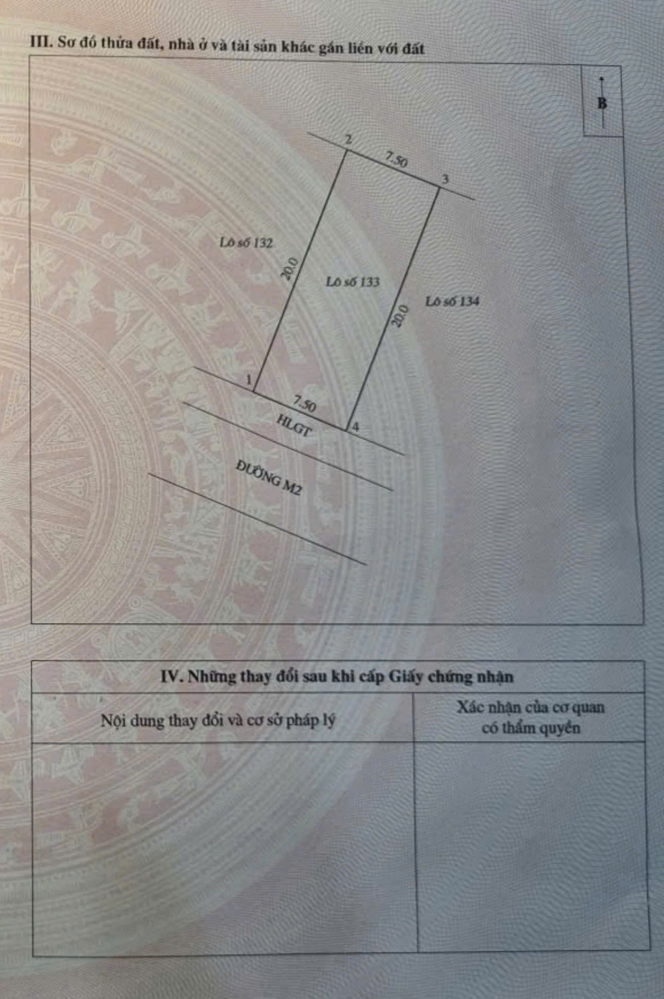 III. Sơ đồ thửa đất, nhà ở và tài sản khác gắn liền với đất
B
2
7.50
3
Lô số 132
20.0
Lô số 133
Lô số 134
20.0
1
7.50
4
HLGT
ĐƯỜNG M2
IV. Những thay đổi sau khi cấp Giấy chứng nhận
Nội dung thay đổi và cơ sở pháp lý
Xác nhận của cơ quan
có thẩm quyền